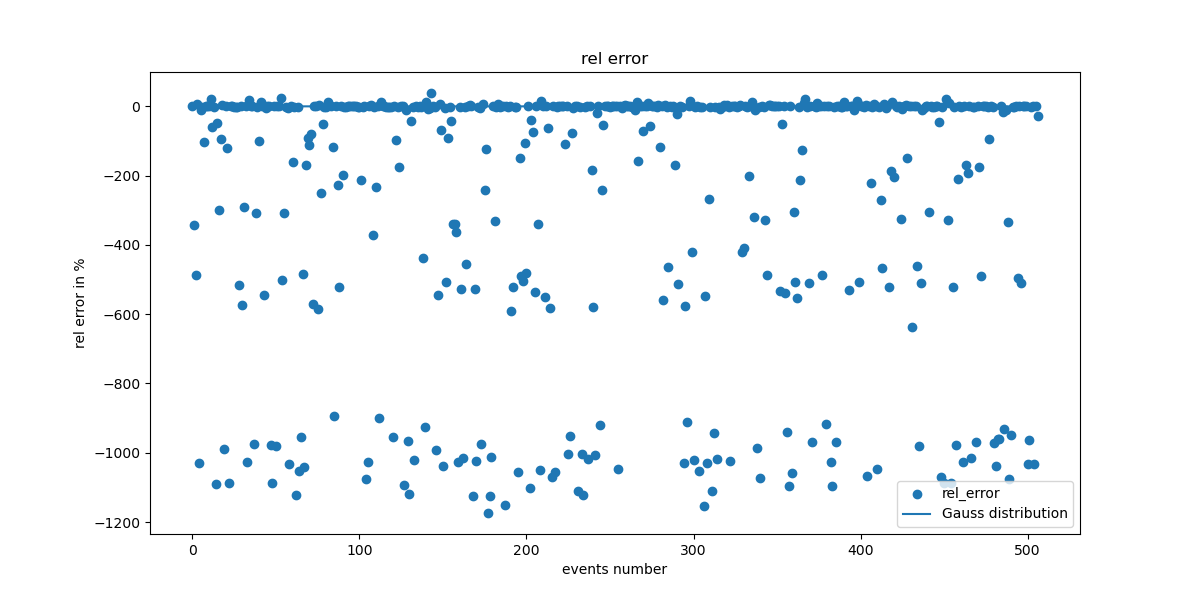 rel error
0
−200
−400
−600
−800
−1000
−1200
rel error in %
0
100
200
300
400
500
events number
rel_error
Gauss distribution